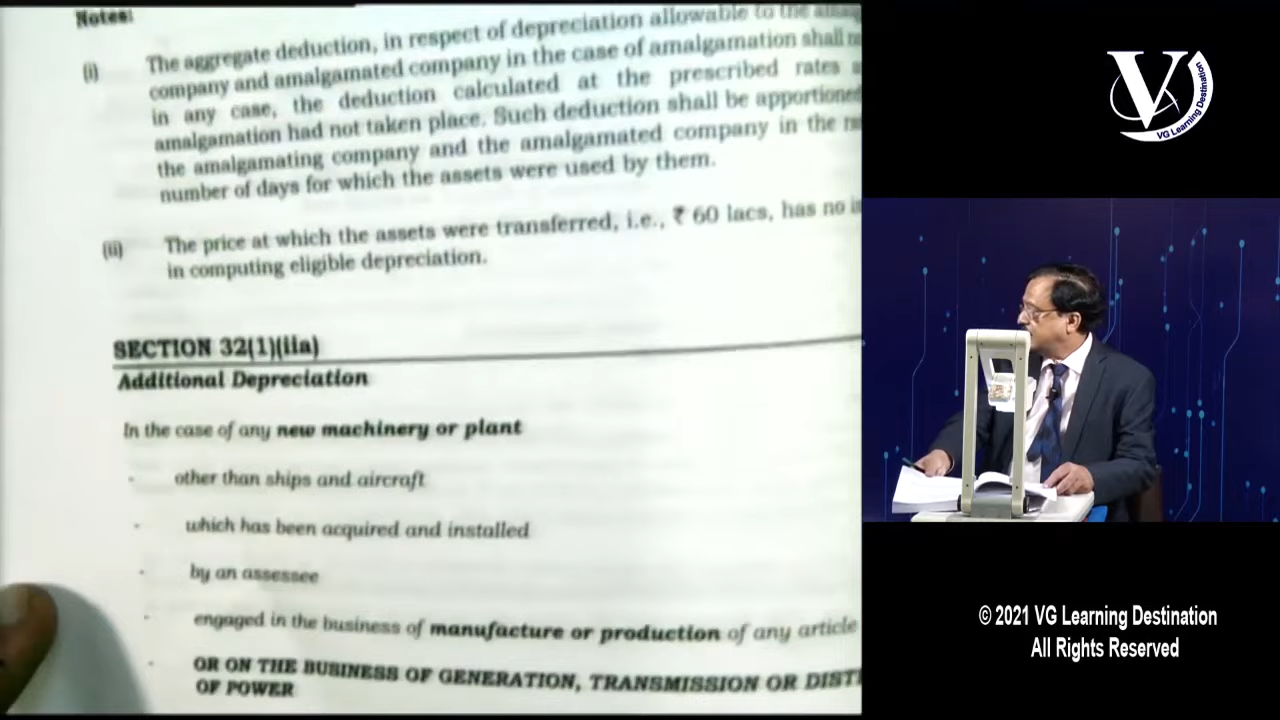 Notes:
(i) The aggregate deduction, in respect of depreciation allowable to the
company and amalgamated company in the case of amalgamation shall
in any case, the deduction calculated at the prescribed rates
amalgamation had not taken place. Such deduction shall be apportioned
the amalgamating company and the amalgamated company in the
number of days for which the assets were used by them.
(ii) The price at which the assets were transferred, i.e., ₹ 60 lacs, has no
in computing eligible depreciation.
SECTION 32(1)(iia)
Additional Depreciation
In the case of any new machinery or plant
- other than ships and aircraft
- which has been acquired and installed
- by an assessee
- engaged in the business of manufacture or production of any article
- OR ON THE BUSINESS OF GENERATION, TRANSMISSION OR DIST
OF POWER
VG
VG Learning Destination
© 2021 VG Learning Destination
All Rights Reserved